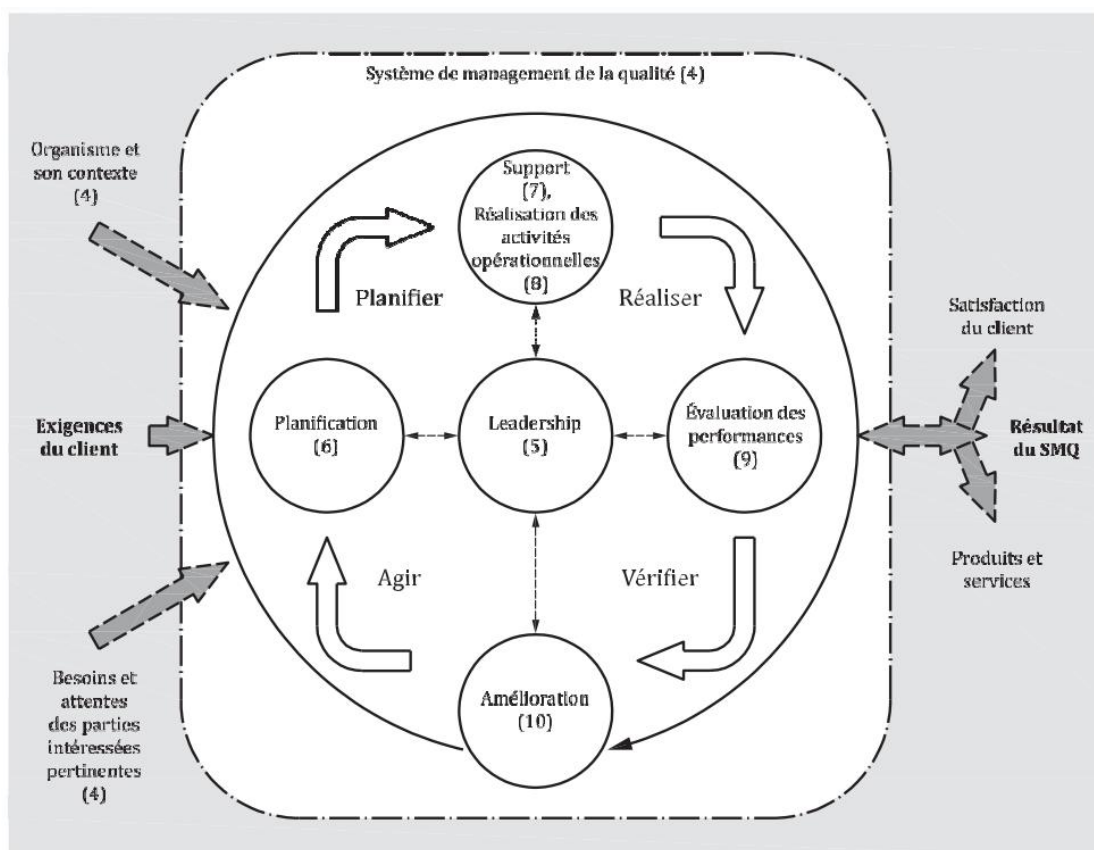 Système de management de la qualité (4)
Organisme et
son contexte
(4)
Support
(7),
Réalisation des
activités
opérationnelles
(8)
Planifier
Réaliser
Satisfaction
du client
Exigences
du client
Planification
(6)
Leadership
(5)
Évaluation des
performances
(9)
Résultat
du SMQ
Agir
Vérifier
Produits et
services
Besoins et
attentes
des parties
intéressées
pertinentes
(4)
Amélioration
(10)